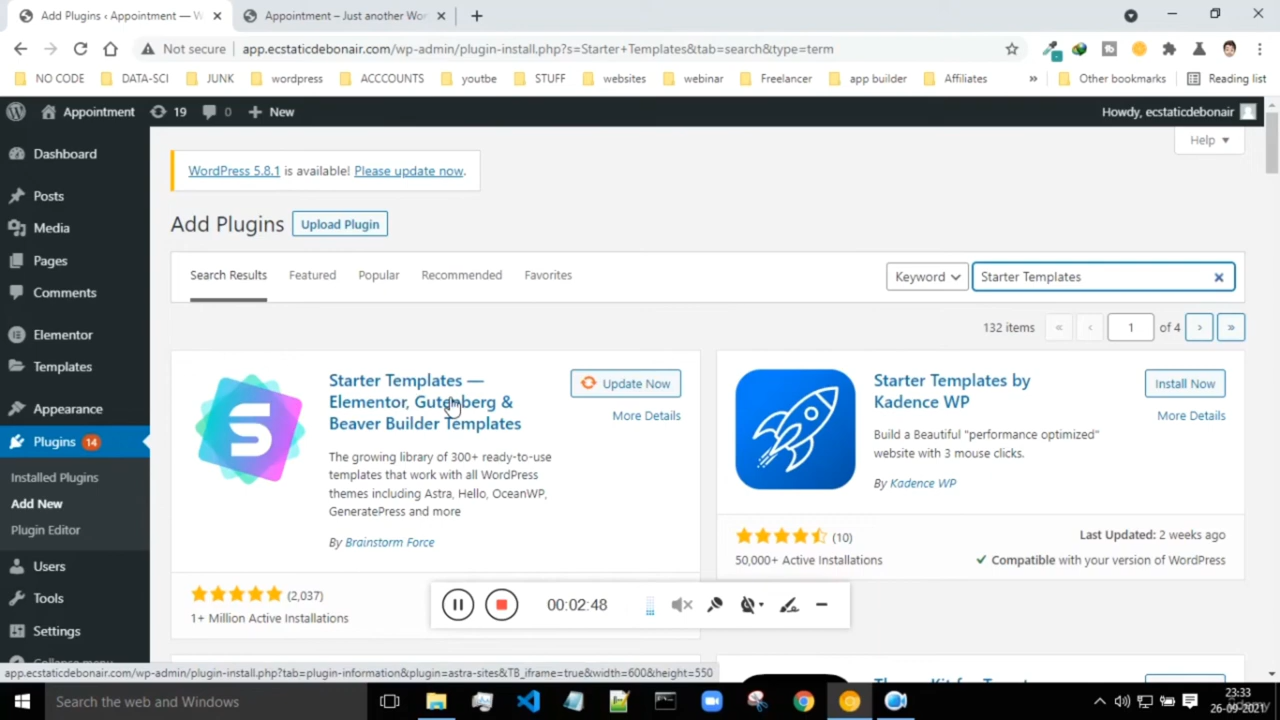 Add Plugins ‹ Appointment — W
Appointment – Just another Wor
Not secure
app.ecstaticdebonair.com/wp-admin/plugin-install.php?s=Starter+Templates&tab=search&type=term
NO CODE
DATA-SCI
JUNK
wordpress
ACCCOUNTS
youtbe
STUFF
websites
webinar
Freelancer
app builder
Affiliates
»
Other bookmarks
Reading list
Appointment
19
0
New
Howdy, ecstaticdebonair
Dashboard
Posts
Media
Pages
Comments
Elementor
Templates
Appearance
Plugins 14
Installed Plugins
Add New
Plugin Editor
Users
Tools
Settings
Collapse menu
Help
WordPress 5.8.1 is available! Please update now.
Add Plugins
Upload Plugin
Search Results
Featured
Popular
Recommended
Favorites
Keyword
Starter Templates
132 items
«
‹
1
of 4
›
»
Starter Templates —
Elementor, Gutenberg &
Beaver Builder Templates
Update Now
More Details
The growing library of 300+ ready-to-use
templates that work with all WordPress
themes including Astra, Hello, OceanWP,
GeneratePress and more
By Brainstorm Force
(2,037)
1+ Million Active Installations
Starter Templates by
Kadence WP
Install Now
More Details
Build a Beautiful "performance optimized"
website with 3 mouse clicks.
By Kadence WP
(10)
50,000+ Active Installations
Last Updated: 2 weeks ago
Compatible with your version of WordPress
00:02:48
app.ecstaticdebonair.com/wp-admin/plugin-install.php?tab=plugin-information&plugin=astra-sites&TB_iframe=true&width=600&height=550
Search the web and Windows
23:33
26-09-2021